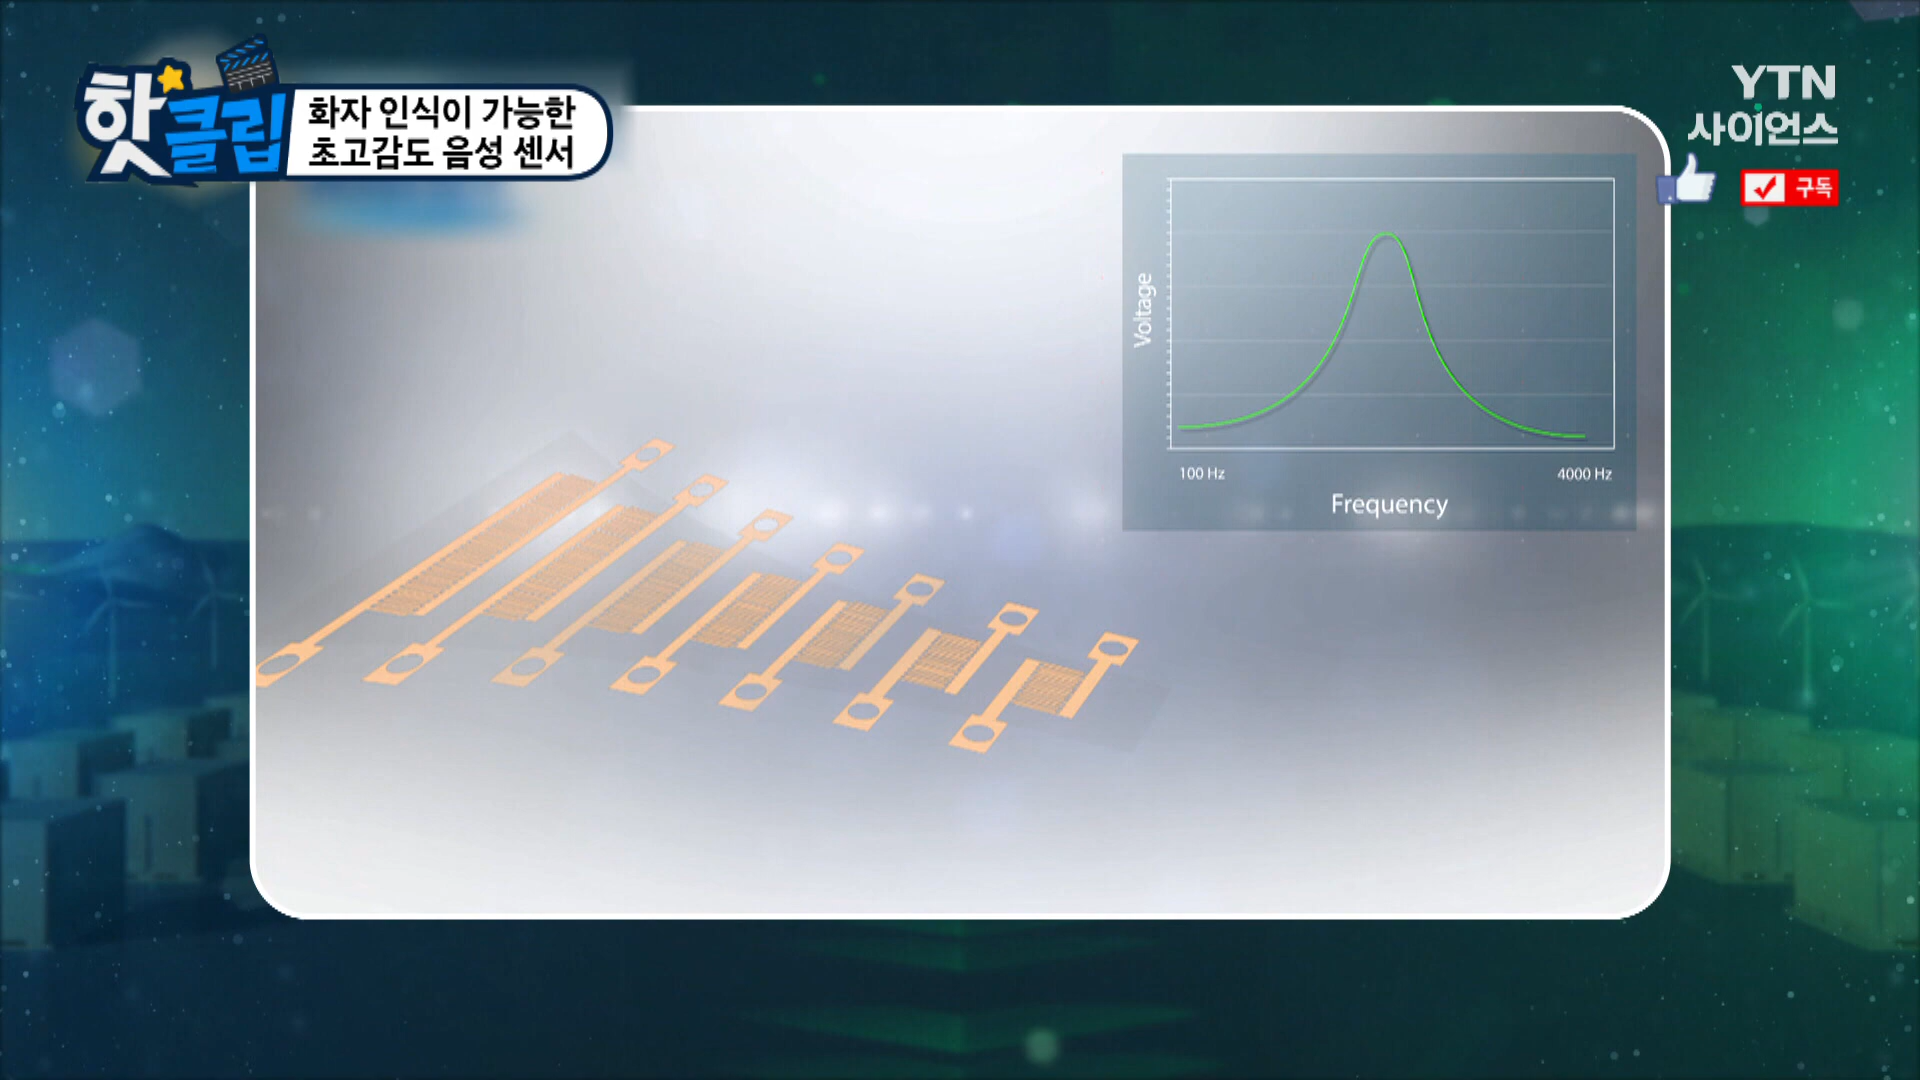 핫클립
화자 인식이 가능한
초고감도 음성 센서
YTN
사이언스
구독
Voltage
100 Hz
4000 Hz
Frequency